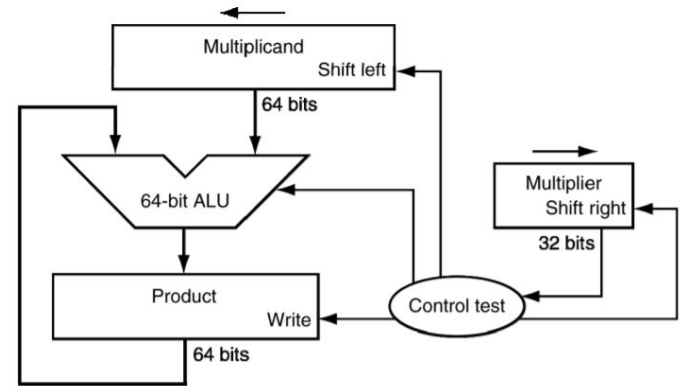 Multiplicand
Shift left
64 bits
64-bit ALU
Multiplier
Shift right
32 bits
Product
Write
Control test
64 bits